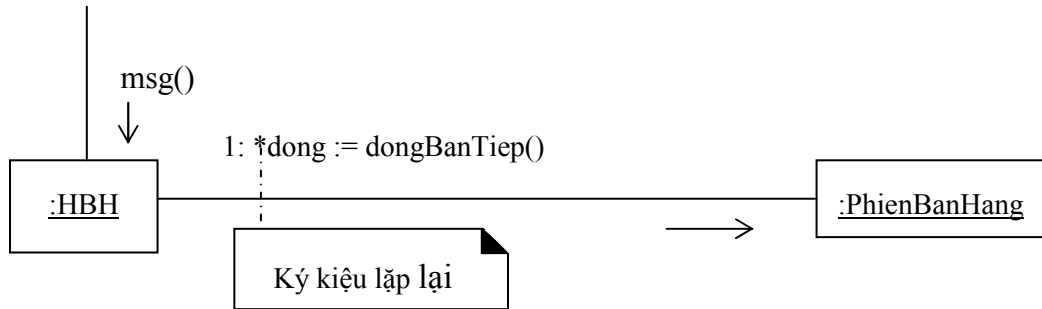 msg()
1: *dong := dongBanTiep()
:HBH
:PhienBanHang
Ký kiệu lặp lại